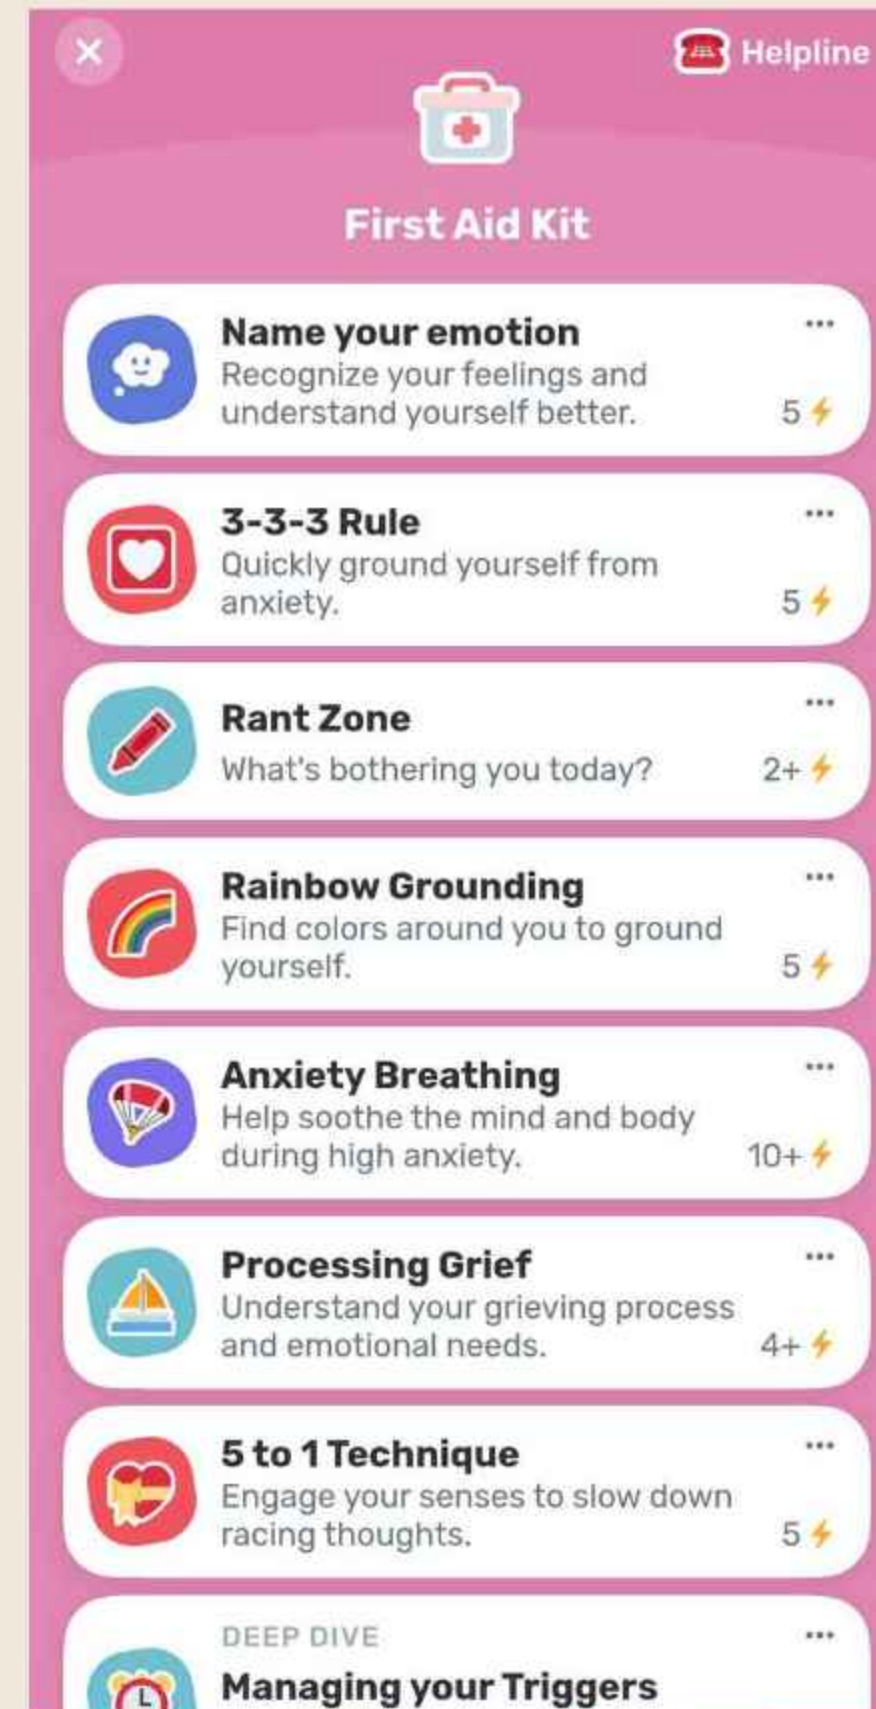 Helpline
First Aid Kit
Name your emotion
Recognize your feelings and
understand yourself better.
5
3-3-3 Rule
Quickly ground yourself from
anxiety.
5
Rant Zone
What's bothering you today?
2+
Rainbow Grounding
Find colors around you to ground
yourself.
5
Anxiety Breathing
Help soothe the mind and body
during high anxiety.
10+
Processing Grief
Understand your grieving process
and emotional needs.
4+
5 to 1 Technique
Engage your senses to slow down
racing thoughts.
5
DEEP DIVE
Managing your Triggers